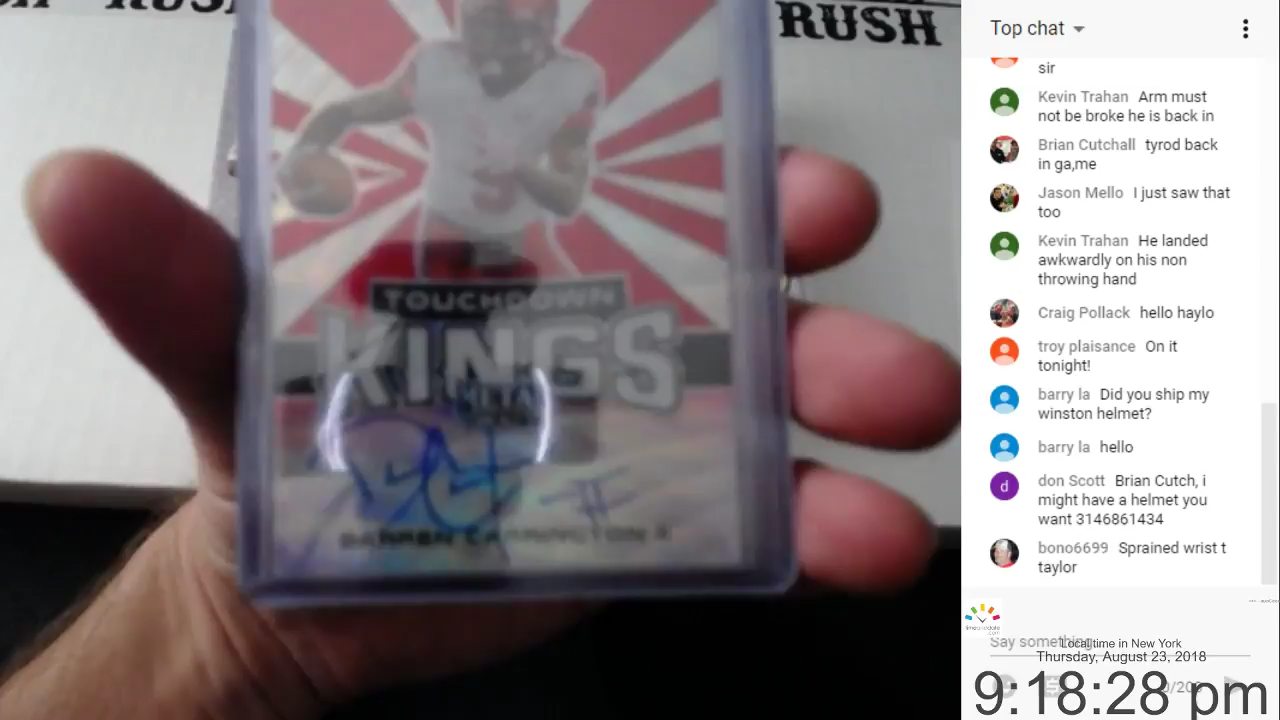 RUSH
TOUCHDOWN
KINGS
DARREN CARRINGTON II
Top chat
sir
Kevin Trahan Arm must
not be broke he is back in
Brian Cutchall tyrod back
in ga,me
Jason Mello I just saw that
too
Kevin Trahan He landed
awkwardly on his non
throwing hand
Craig Pollack hello haylo
troy plaisance On it
tonight!
barry la Did you ship my
winston helmet?
barry la hello
d
don Scott Brian Cutch, i
might have a helmet you
want 3146861434
bono6699 Sprained wrist t
taylor
Say something...
Local time in New York
Thursday, August 23, 2018
9:18:28 pm